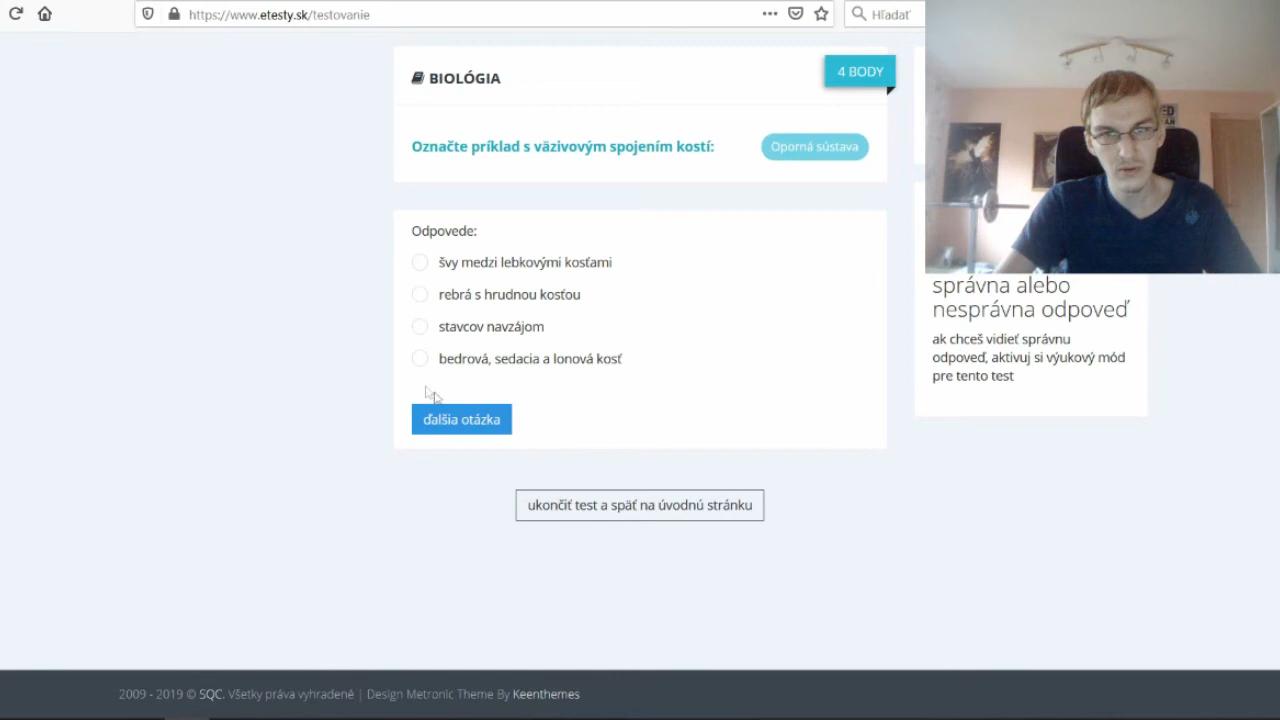 https://www.etesty.sk/testovanie
Hľadať
BIOLÓGIA
4 BODY
Označte príklad s väzivovým spojením kostí:
Oporná sústava
Odpovede:
švy medzi lebkovými kosťami
rebrá s hrudnou kosťou
stavcov navzájom
bedrová, sedacia a lonová kosť
ďalšia otázka
správna alebo
nesprávna odpoveď
ak chceš vidieť správnu
odpoveď, aktivuj si výukový mód
pre tento test
ukončiť test a späť na úvodnú stránku
2009 - 2019 © SQC. Všetky práva vyhradené | Design Metronic Theme By Keenthemes